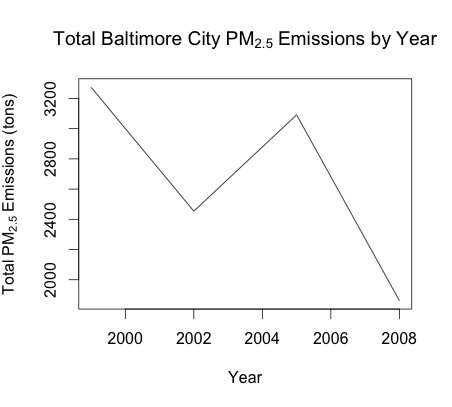 Total Baltimore City PM2.5 Emissions by Year
Total PM2.5 Emissions (tons)
3200
2800
2400
2000
2000 2002 2004 2006 2008
Year